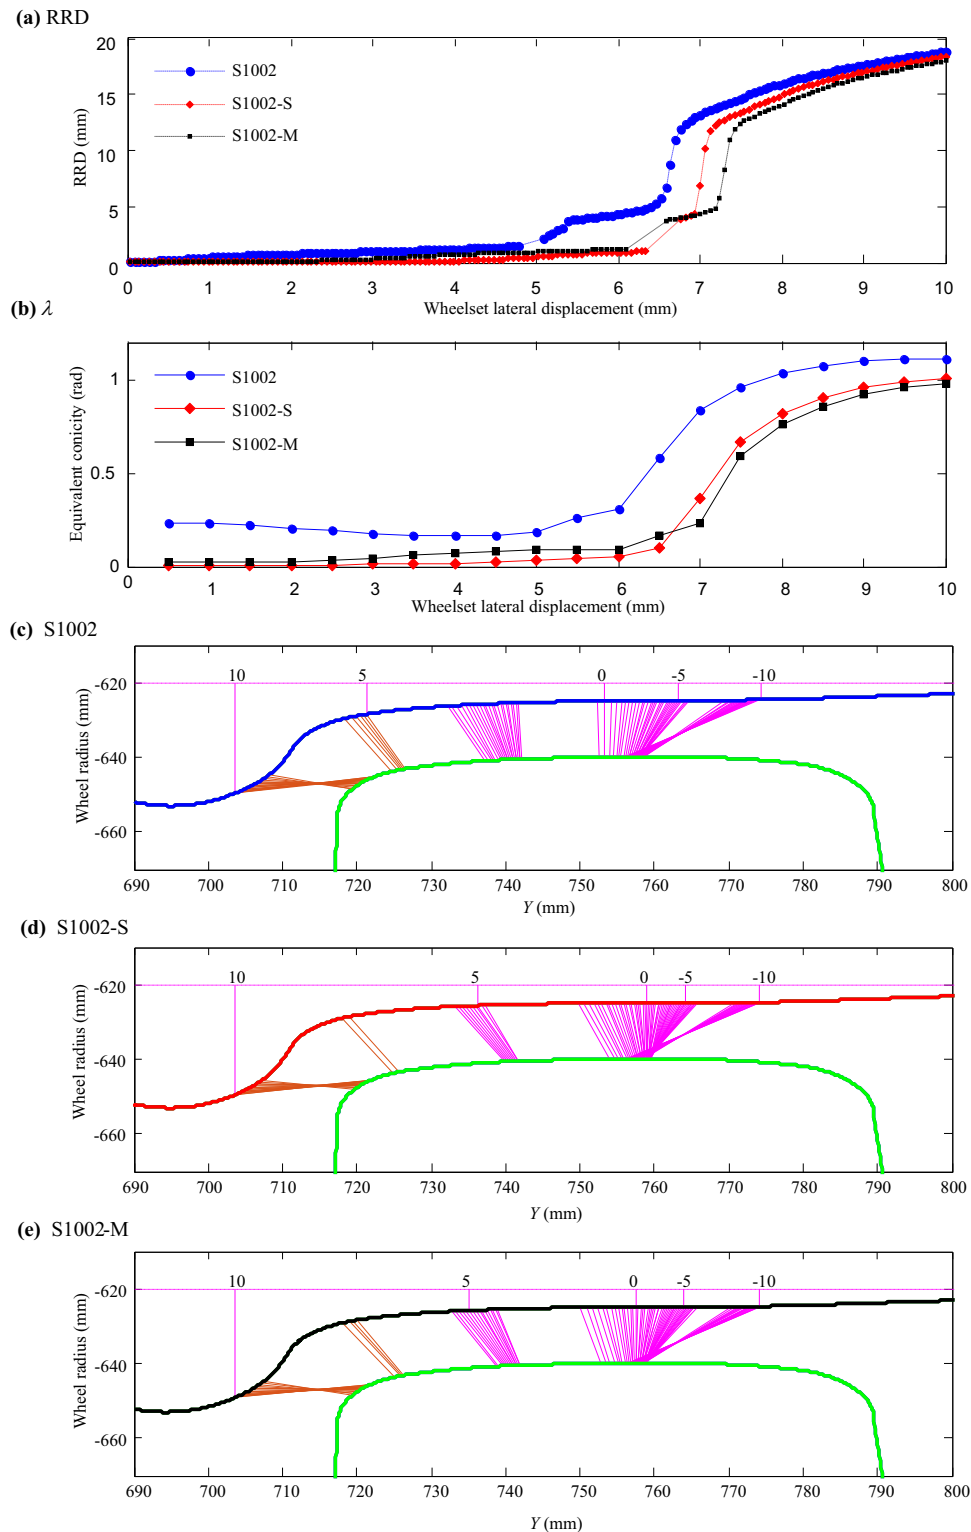 (a) RRD
20
15
10
5
0
RRD (mm)
S1002
S1002-S
S1002-M
0 1 2 3 4 5 6 7 8 9 10
Wheelset lateral displacement (mm)
(b) λ
1
0.5
0
Equivalent conicity (rad)
S1002
S1002-S
S1002-M
0 1 2 3 4 5 6 7 8 9 10
Wheelset lateral displacement (mm)
(c) S1002
10 5 0 -5 -10
-620
-640
-660
Wheel radius (mm)
690 700 710 720 730 740 750 760 770 780 790 800
Y (mm)
(d) S1002-S
10 5 0 -5 -10
-620
-640
-660
Wheel radius (mm)
690 700 710 720 730 740 750 760 770 780 790 800
Y (mm)
(e) S1002-M
10 5 0 -5 -10
-620
-640
-660
Wheel radius (mm)
690 700 710 720 730 740 750 760 770 780 790 800
Y (mm)